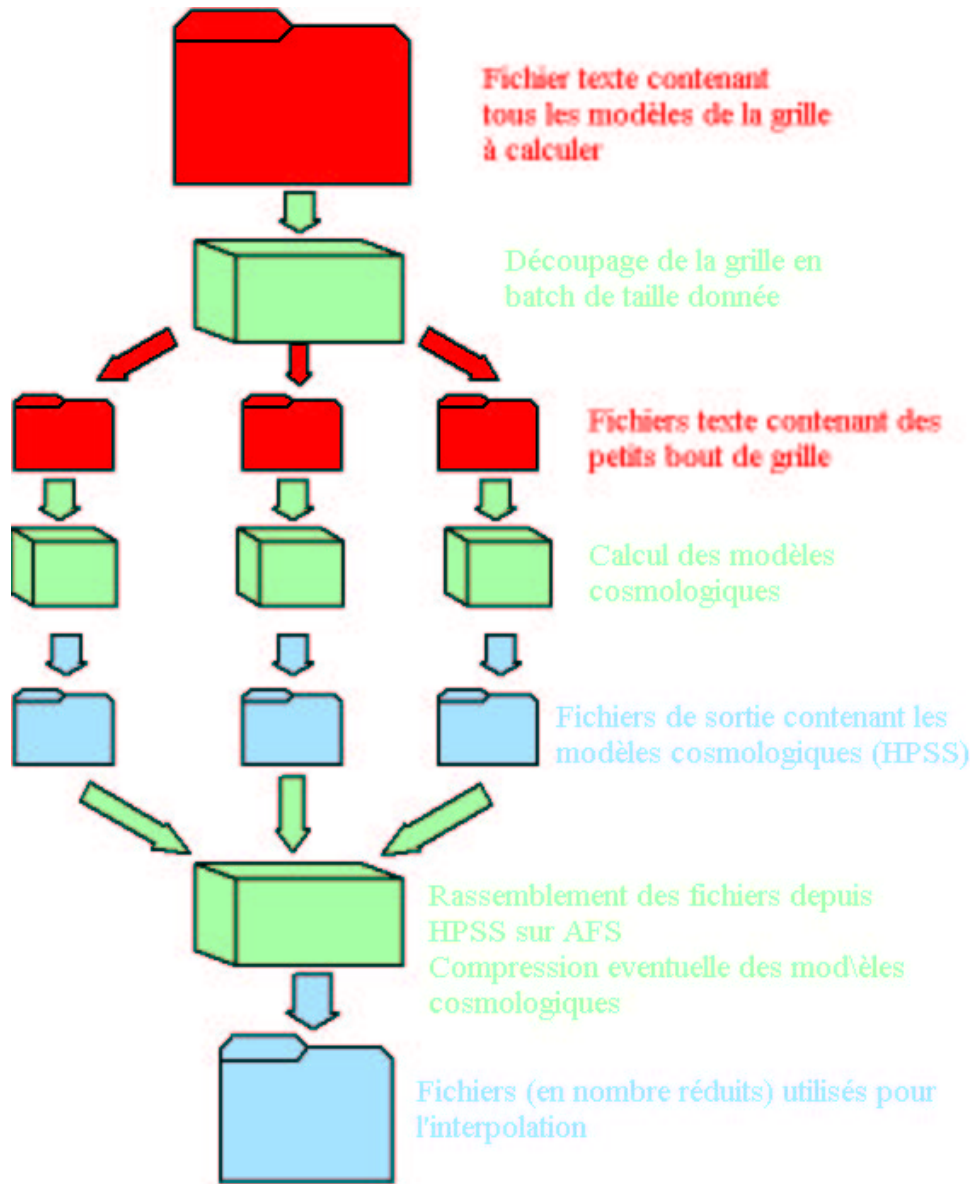 Fichier texte contenant
tous les modèles de la grille
à calculer
Découpage de la grille en
batch de taille donnée
Fichiers texte contenant des
petits bout de grille
Calcul des modèles
cosmologiques
Fichiers de sortie contenant les
modèles cosmologiques (HPSS)
Rassemblement des fichiers depuis
HPSS sur AFS
Compression eventuelle des mod\èles
cosmologiques
Fichiers (en nombre réduits) utilisés pour
l'interpolation